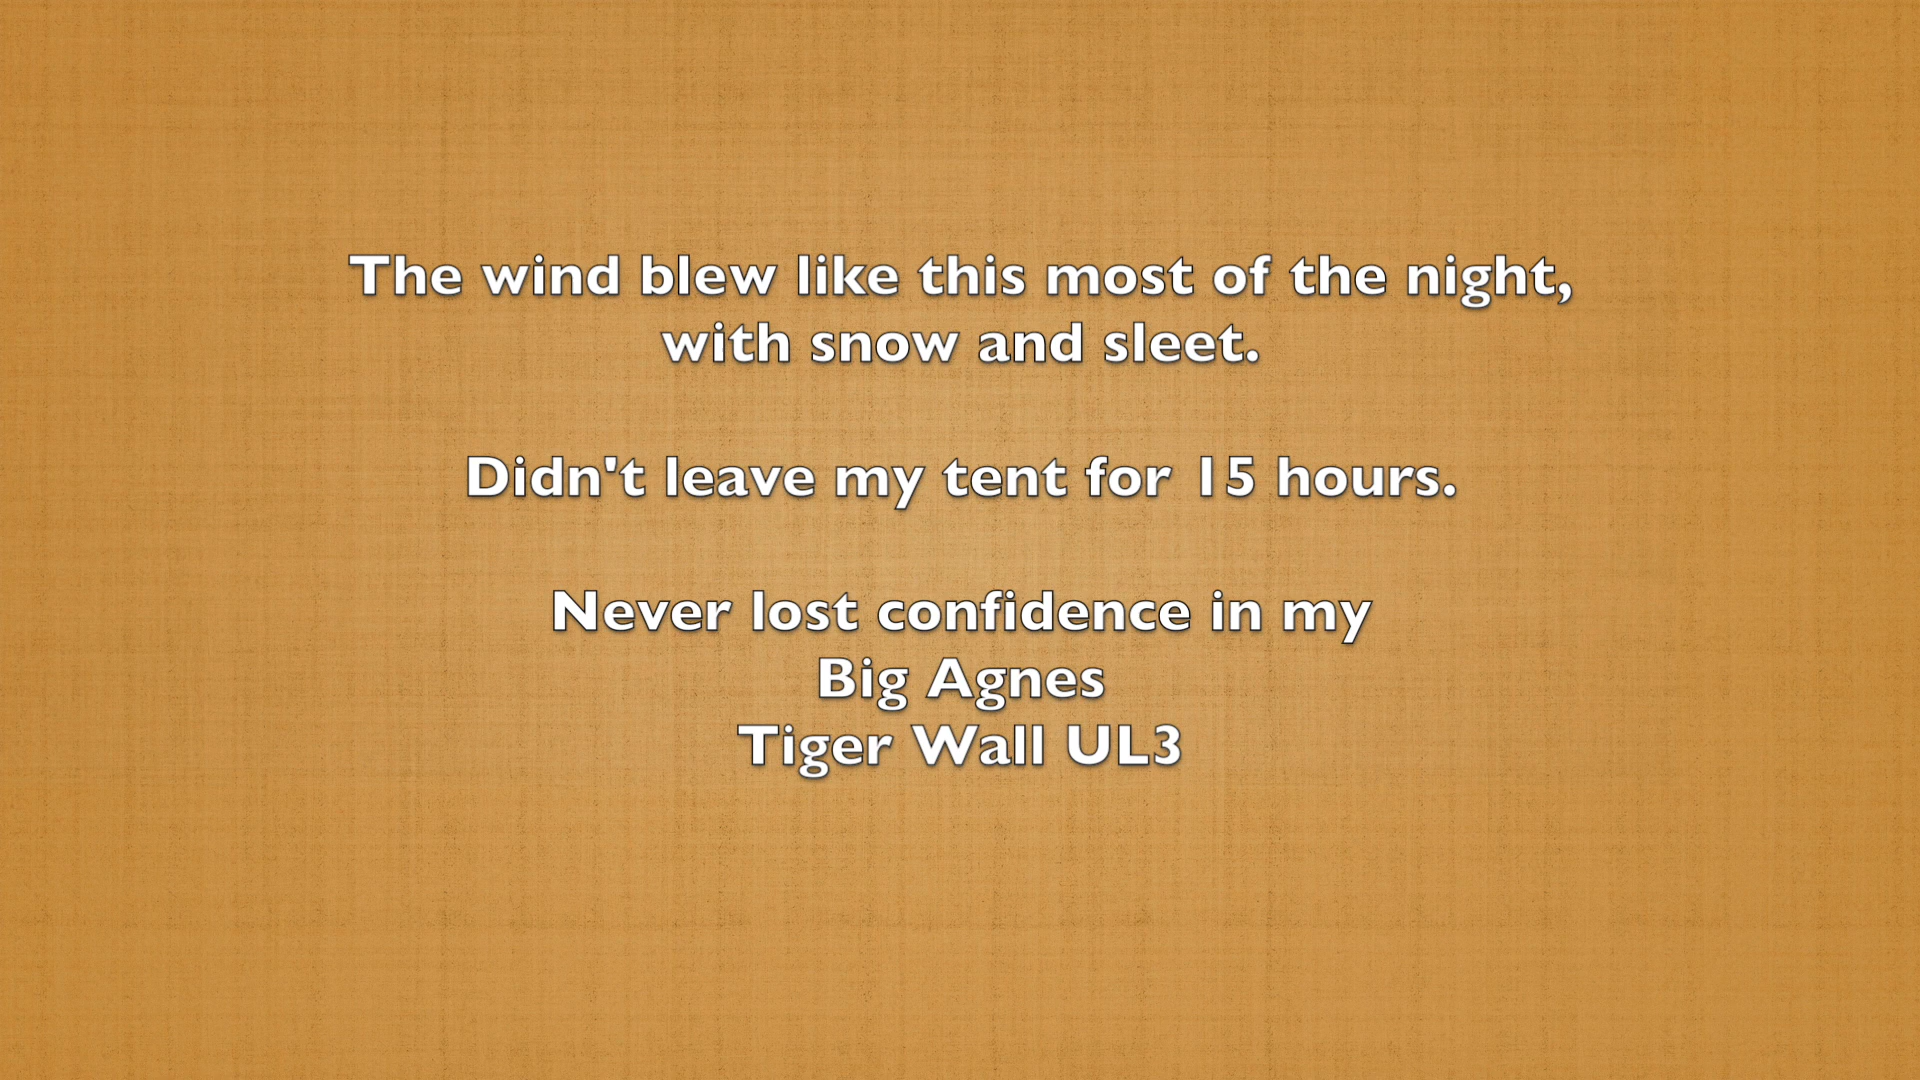 The wind blew like this most of the night,
with snow and sleet.
Didn't leave my tent for 15 hours.
Never lost confidence in my
Big Agnes
Tiger Wall UL3